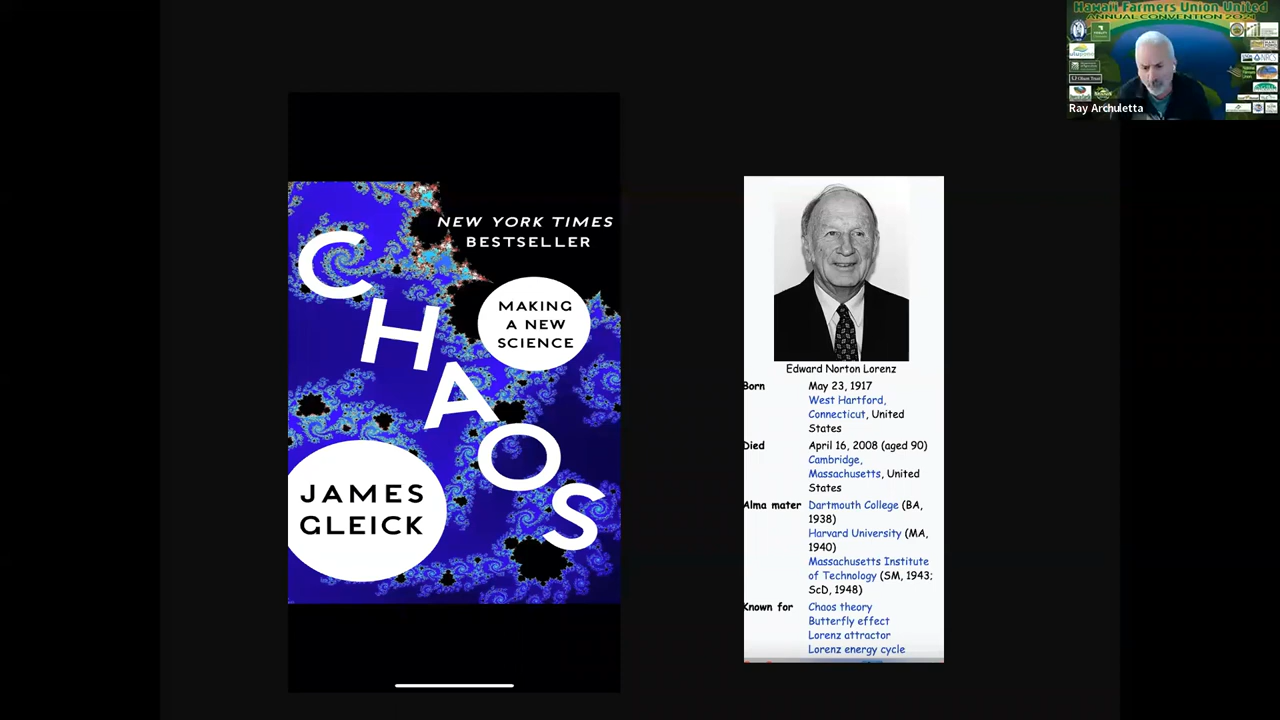 NEW YORK TIMES
BESTSELLER
CHAOS
MAKING
A NEW
SCIENCE
JAMES
GLEICK
Edward Norton Lorenz
Born May 23, 1917
West Hartford,
Connecticut, United
States
Died April 16, 2008 (aged 90)
Cambridge,
Massachusetts, United
States
Alma mater Dartmouth College (BA,
1938)
Harvard University (MA,
1940)
Massachusetts Institute
of Technology (SM, 1943;
ScD, 1948)
Known for Chaos theory
Butterfly effect
Lorenz attractor
Lorenz energy cycle
Hawaii Farmers Union United
ANNUAL CONVENTION 202
NRCS
Ray Archuletta